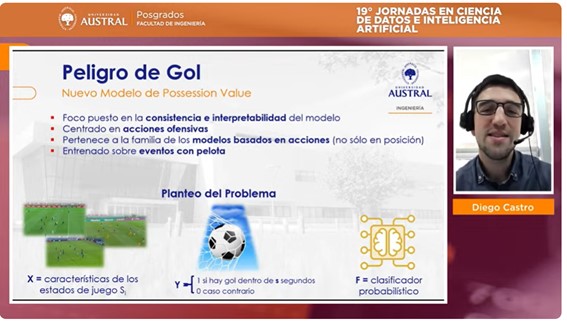 UNIVERSIDAD
AUSTRAL
Posgrados
FACULTAD DE INGENIERÍA
19° JORNADAS EN CIENCIA
DE DATOS E INTELIGENCIA
ARTIFICIAL
Peligro de Gol
Nuevo Modelo de Possession Value
UNIVERSIDAD
AUSTRAL
INGENIERÍA
Foco puesto en la consistencia e interpretabilidad del modelo
Centrado en acciones ofensivas
Pertenece a la familia de los modelos basados en acciones (no sólo en posición)
Entrenado sobre eventos con pelota
Planteo del Problema
X = características de los
estados de juego Si
Y
1 si hay gol dentro de s segundos
0 caso contrario
F = clasificador
probabilístico
Diego Castro